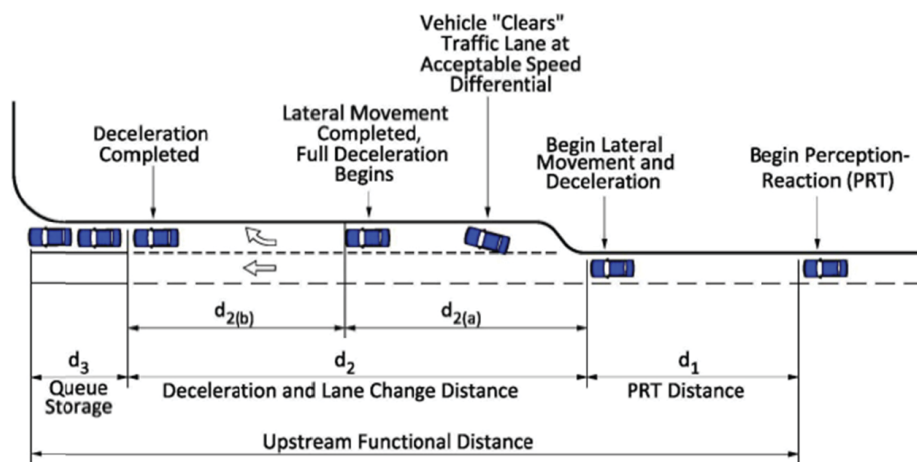 Vehicle "Clears"
Traffic Lane at
Acceptable Speed
Differential
Lateral Movement
Completed,
Full Deceleration
Begins
Deceleration
Completed
Begin Lateral
Movement and
Deceleration
Begin Perception-
Reaction (PRT)
d2(b)
d2(a)
d3
d2
d1
Queue
Storage
Deceleration and Lane Change Distance
PRT Distance
Upstream Functional Distance